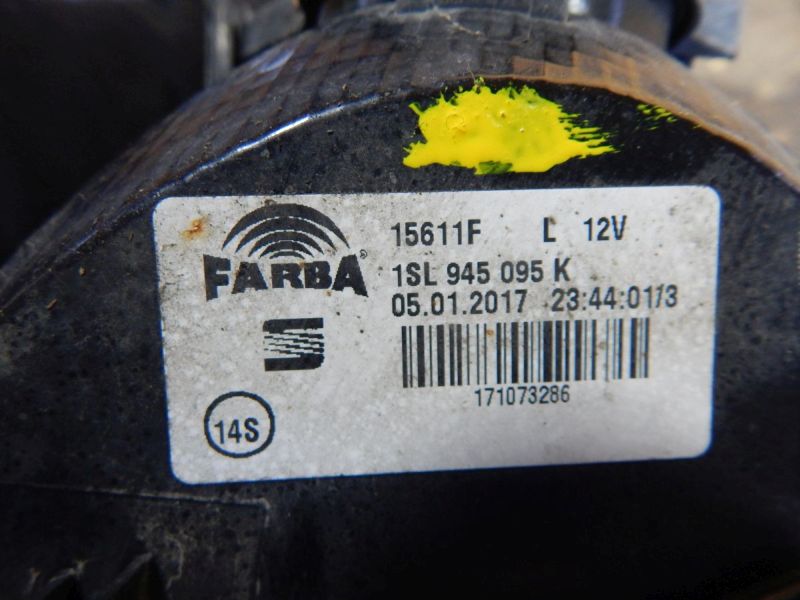 FARBA®
15611F L 12V
1SL 945 095 K
05.01.2017 23:44:01/3
171073286
S
14S